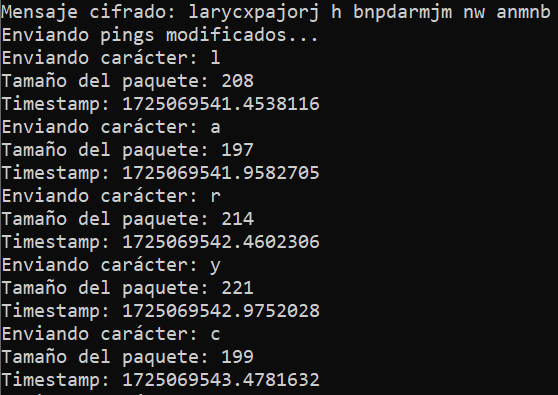 Mensaje cifrado: larycxpajorj h bnpdarmjm nw anmnb
Enviando pings modificados...
Enviando carácter: l
Tamaño del paquete: 208
Timestamp: 1725069541.4538116
Enviando carácter: a
Tamaño del paquete: 197
Timestamp: 1725069541.9582705
Enviando carácter: r
Tamaño del paquete: 214
Timestamp: 1725069542.4602306
Enviando carácter: y
Tamaño del paquete: 221
Timestamp: 1725069542.9752028
Enviando carácter: c
Tamaño del paquete: 199
Timestamp: 1725069543.4781632